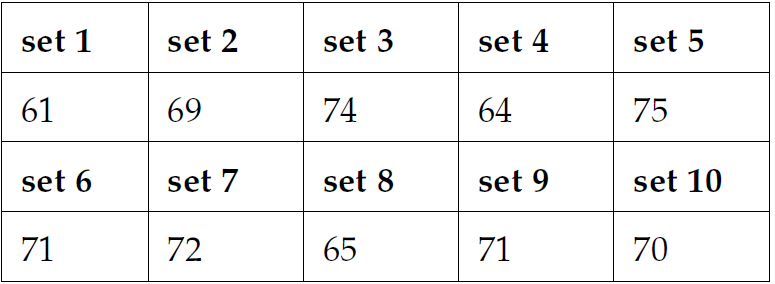 set 1 set 2 set 3 set 4 set 5
61 69 74 64 75
set 6 set 7 set 8 set 9 set 10
71 72 65 71 70